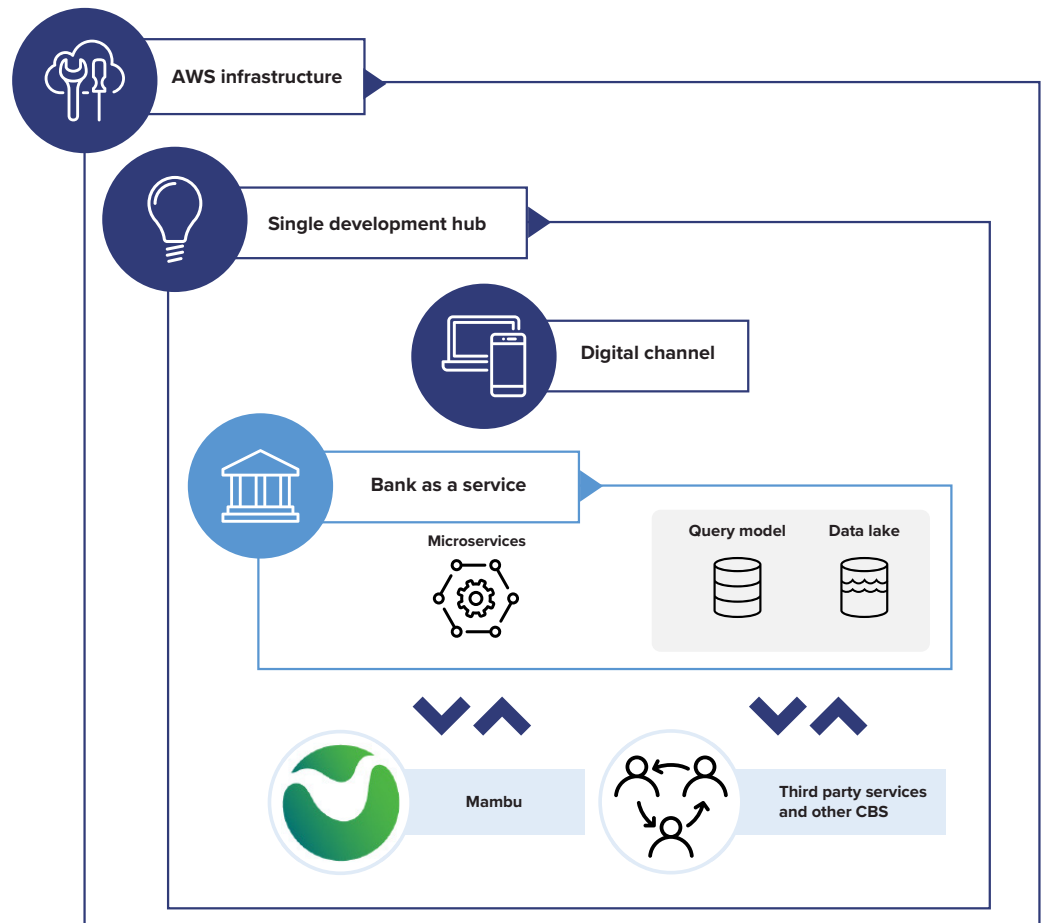 AWS infrastructure
Single development hub
Digital channel
Bank as a service
Microservices
Query model
Data lake
Mambu
Third party services
and other CBS